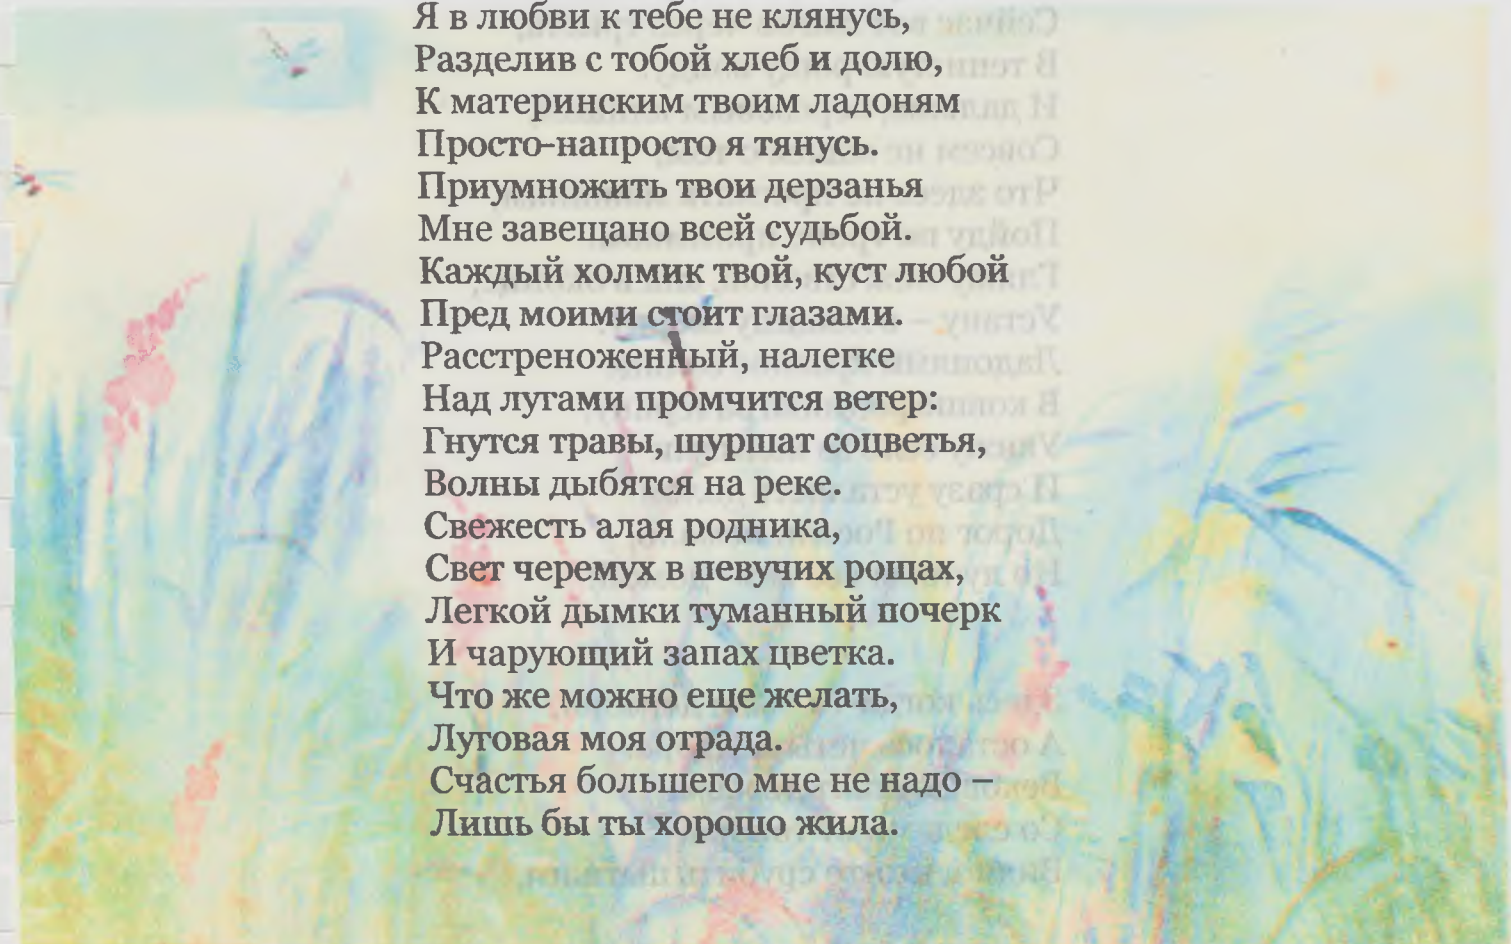 Я в любви к тебе не клянусь,
Разделив с тобой хлеб и долю,
К материнским твоим ладоням
Просто-напросто я тянусь.
Приумножить твои дерзанья
Мне завещано всей судьбой.
Каждый холмик твой, куст любой
Пред моими стоит глазами.
Расстреноженный, налегке
Над лугами промчится ветер:
Гнутся травы, шуршат соцветья,
Волны дыбятся на реке.
Свежесть алая родника,
Свет черемух в певучих рощах,
Легкой дымки туманный почерк
И чарующий запах цветка.
Что же можно еще желать,
Луговая моя отрада.
Счастья большего мне не надо –
Лишь бы ты хорошо жила.